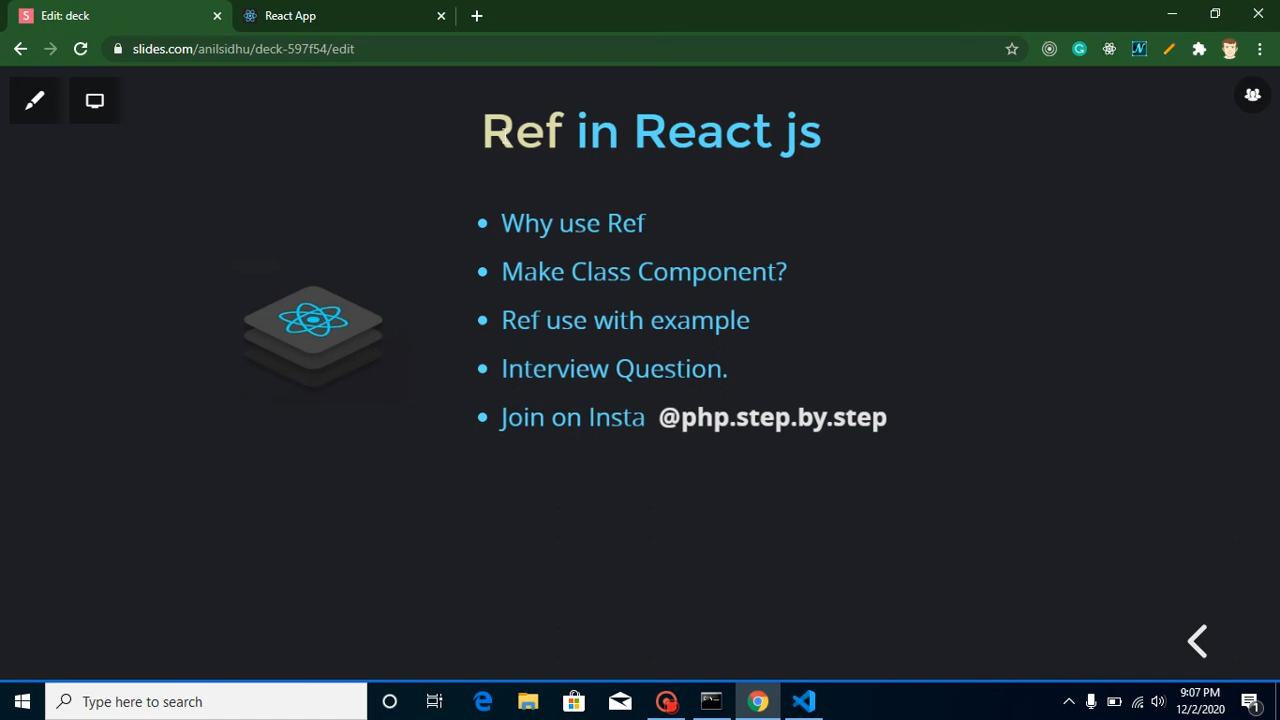 Edit: deck
React App
slides.com/anilsidhu/deck-597f54/edit
Ref in React js
Why use Ref
Make Class Component?
Ref use with example
Interview Question.
Join on Insta @php.step.by.step
Type here to search
9:07 PM
12/2/2020